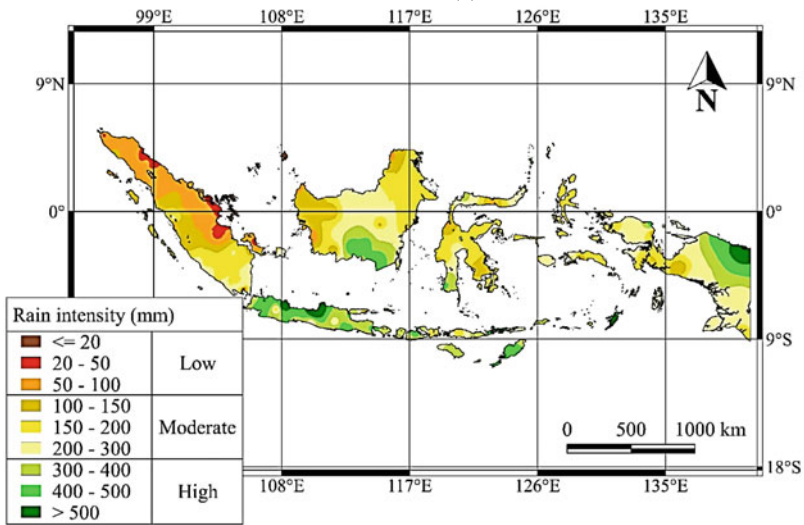 99°E 108°E 117°E 126°E 135°E
9°N 9°N
N
0° 0°
Rain intensity (mm)
<= 20
20 - 50 Low
50 - 100
9°S
100 - 150
150 - 200 Moderate
200 - 300
0 500 1000 km
300 - 400
400 - 500 High
> 500
18°S
108°E 117°E 126°E 135°E